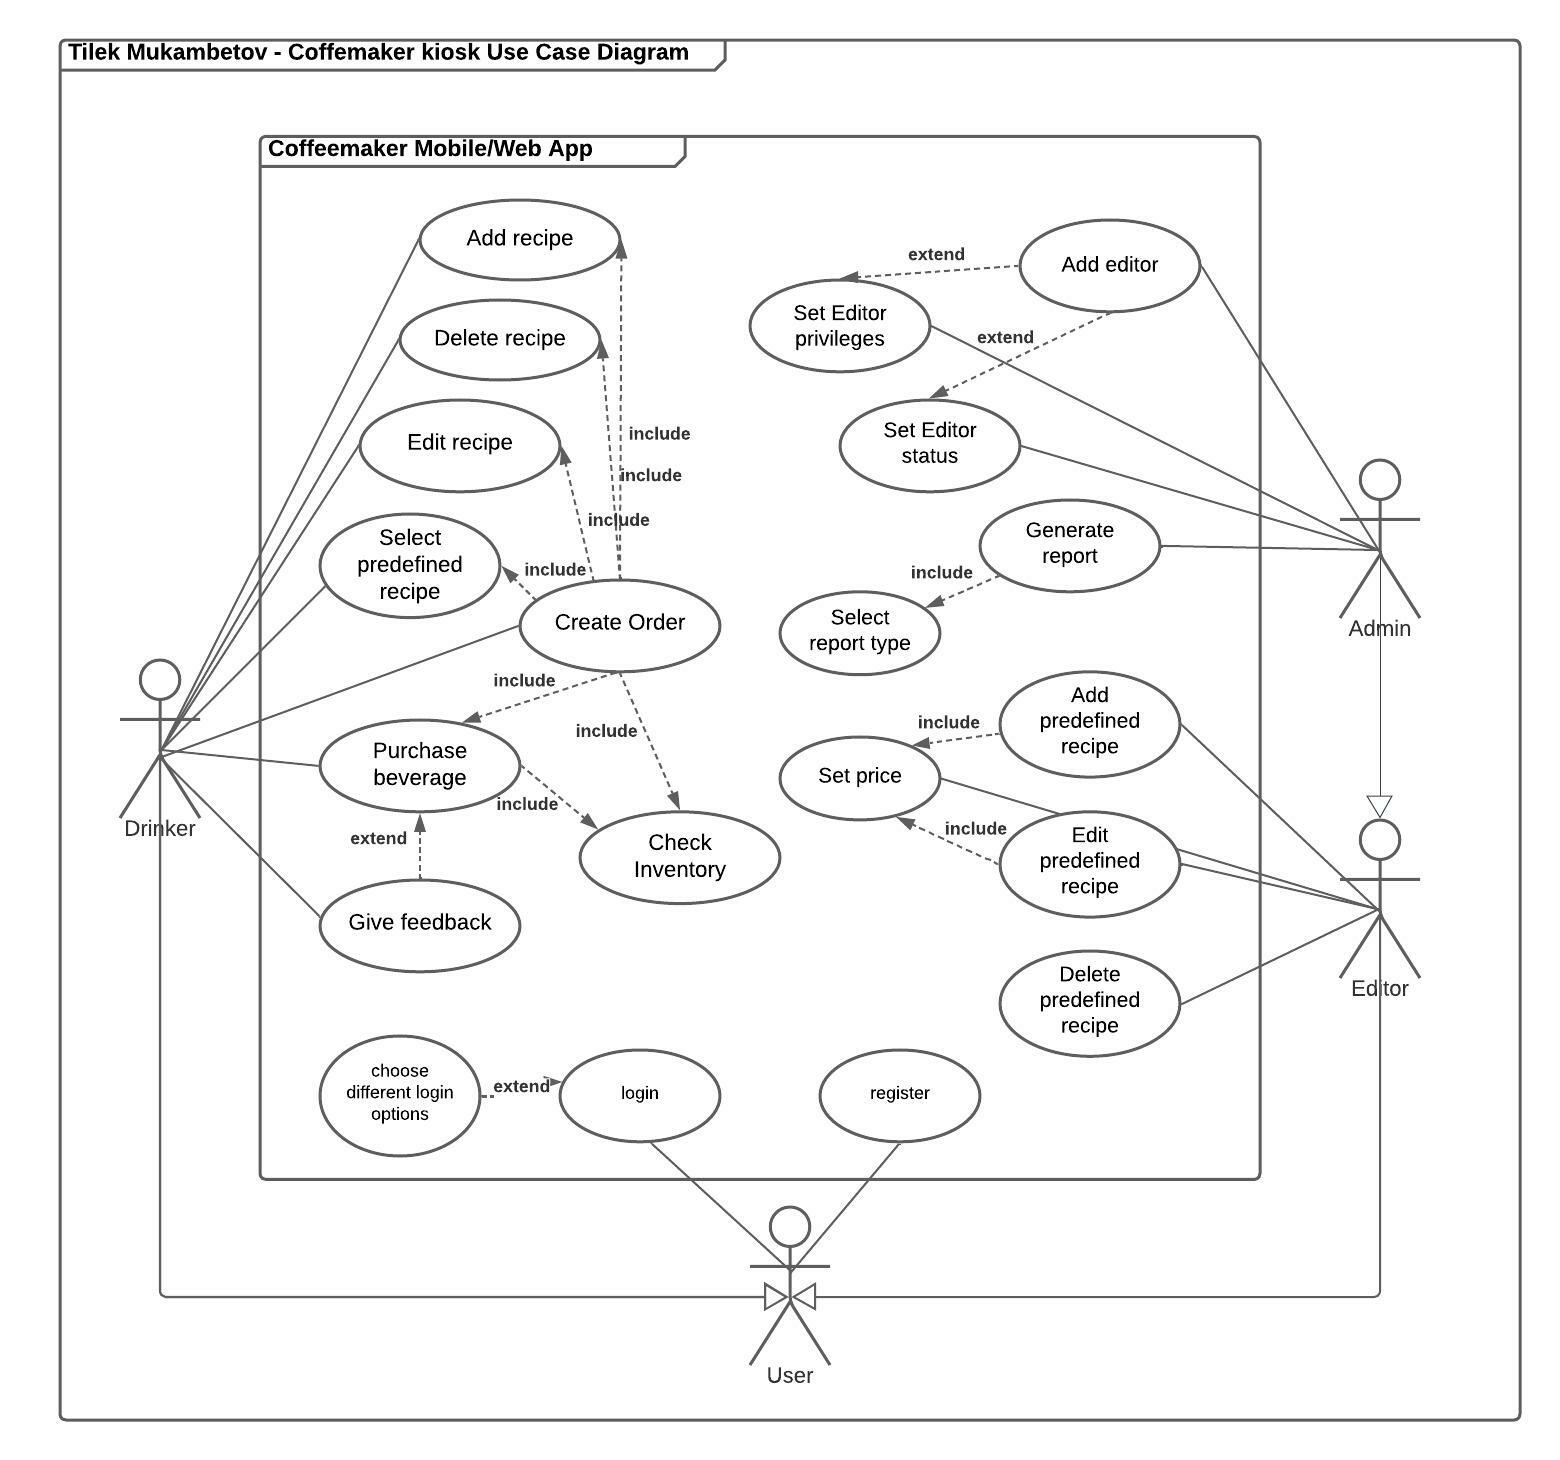 Tilek Mukambetov - Coffemaker kiosk Use Case Diagram
Coffeemaker Mobile/Web App
Add recipe
Delete recipe
Edit recipe
Select
predefined
recipe
include
include
include
include
Create Order
include
include
Purchase
beverage
include
extend
Check
Inventory
Give feedback
Drinker
extend
Add editor
Set Editor
privileges
extend
Set Editor
status
Generate
report
include
Select
report type
Admin
Add
predefined
recipe
include
Set price
include
Edit
predefined
recipe
Delete
predefined
recipe
Editor
choose
different login
options
extend
login
register
User